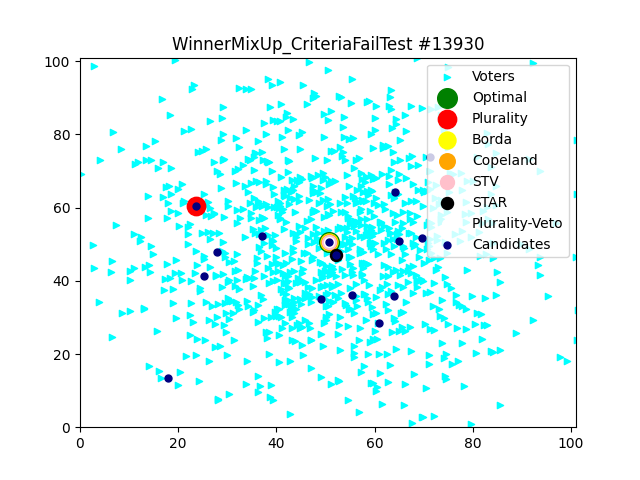 WinnerMixUp_CriteriaFailTest #13930
100
80
60
40
20
0
0 20 40 60 80 100
Voters
Optimal
Plurality
Borda
Copeland
STV
STAR
Plurality-Veto
Candidates